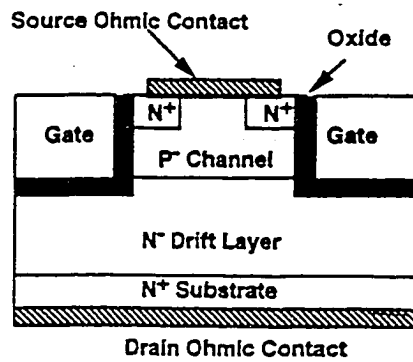 Source Ohmic Contact
Oxide
N+ N+
Gate Gate
P- Channel
N- Drift Layer
N+ Substrate
Drain Ohmic Contact